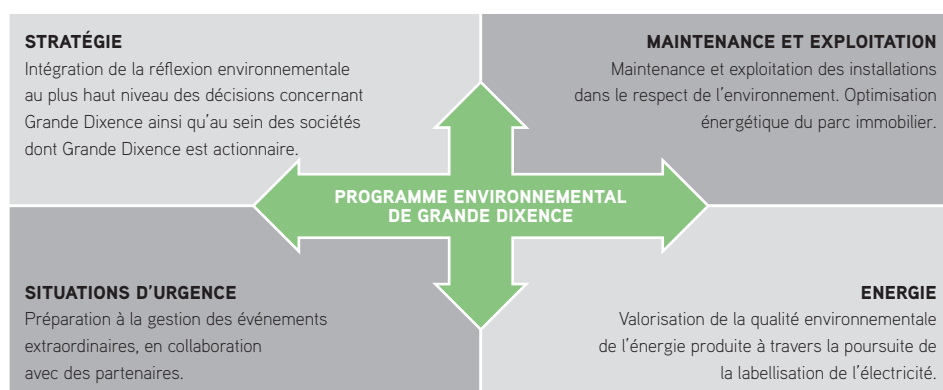 STRATÉGIE
Intégration de la réflexion environnementale
au plus haut niveau des décisions concernant
Grande Dixence ainsi qu'au sein des sociétés
dont Grande Dixence est actionnaire.
MAINTENANCE ET EXPLOITATION
Maintenance et exploitation des installations
dans le respect de l'environnement. Optimisation
énergétique du parc immobilier.
PROGRAMME ENVIRONNEMENTAL
DE GRANDE DIXENCE
SITUATIONS D'URGENCE
Préparation à la gestion des événements
extraordinaires, en collaboration
avec des partenaires.
ENERGIE
Valorisation de la qualité environnementale
de l'énergie produite à travers la poursuite de
la labellisation de l'électricité.